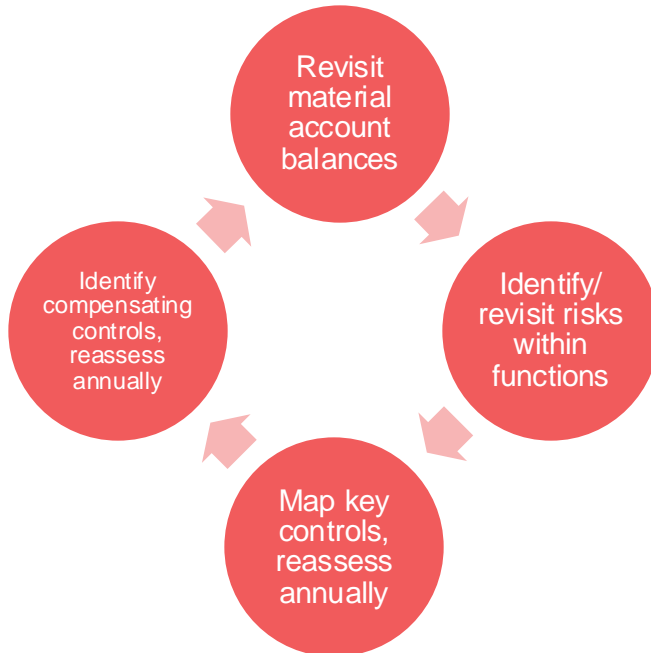 Revisit
material
account
balances
Identify/
revisit risks
within
functions
Map key
controls,
reassess
annually
Identify
compensating
controls,
reassess
annually